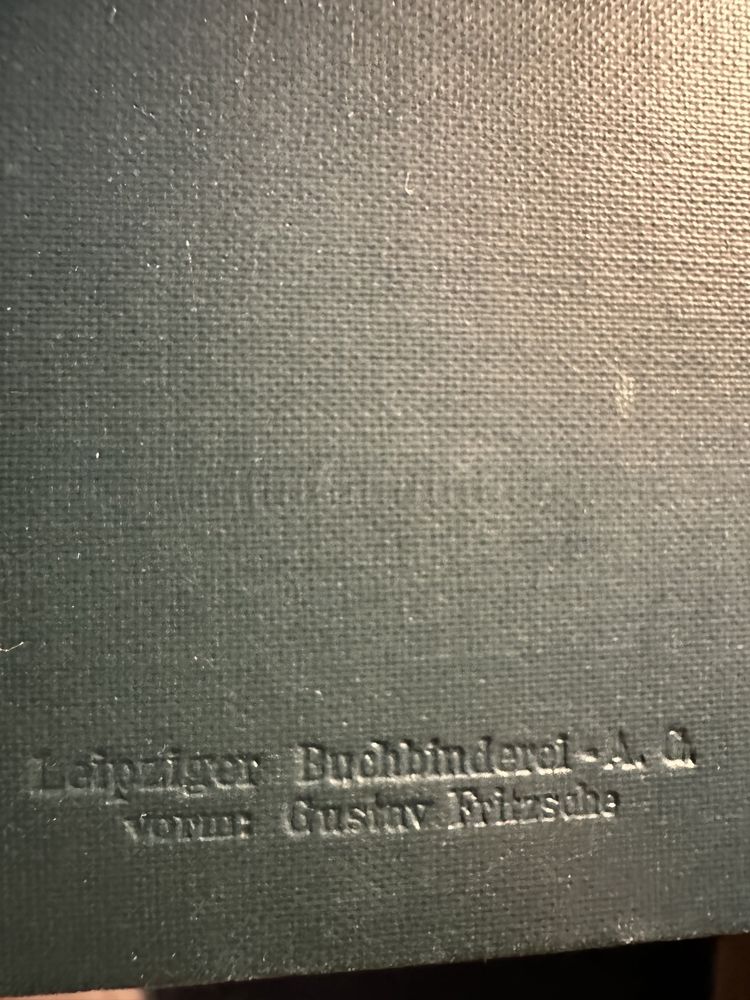 Leipziger Buchbinderei - A. G.
vorm: Gustav Fritzsche